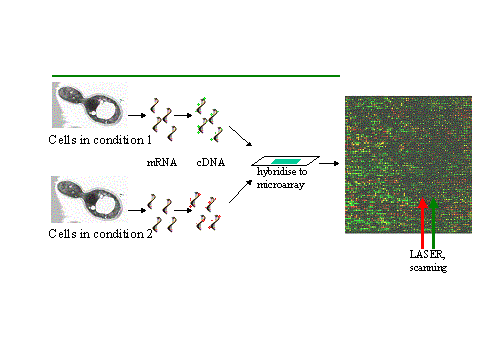 Cells in condition 1
mRNA
cDNA
hybridise to
microarray
Cells in condition 2
LASER,
scanning